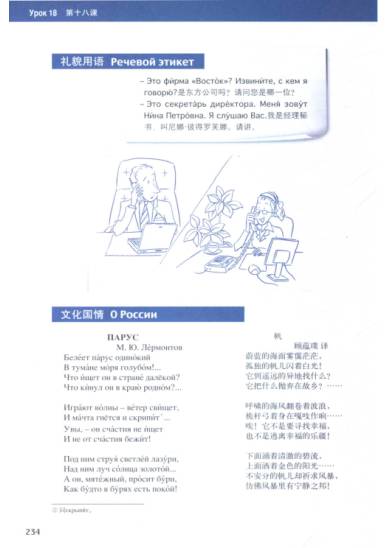 Урок 18 第十八课
礼貌用语 Речевой этикет
– Это фи́рма «Восто́к»? Извини́те, с кем я
говорю́?是东方公司吗？请问您是哪一位？
– Это секрета́рь дире́ктора. Меня́ зову́т
Ни́на Петро́вна. Я слу́шаю Вас.我是经理秘
书，叫尼娜·彼得罗芙娜。请讲。
文化国情 О России
ПАРУС
М. Ю. Ле́рмонтов
Беле́ет па́рус одино́кий
В тума́не мо́ря голубо́м!...
Что и́щет он в стране́ далёкой?
Что ки́нул он в краю́ родно́м?...
Игра́ют во́лны – ве́тер сви́щет,
И ма́чта гнётся и скрипи́т ...
Увы, – он сча́стия не и́щет
И не от сча́стия бежи́т!
Под ним струя́ светле́й лазу́ри,
Над ним луч со́лнца золото́й...
А он, мяте́жный, про́сит бу́ри,
Как бу́дто в бу́рях есть поко́й!
帆
顾蕴璞 译
蔚蓝的海面雾霭茫茫，
孤独的帆儿闪着白光！
它到遥远的异地找什么？
它把什么抛弃在故乡？……
呼啸的海风翻卷着波浪，
桅杆弓着身在嘎吱作响……
唉！它不是要寻找幸福，
也不是逃离幸福的乐疆！
下面涌着清澈的碧流，
上面洒着金色的阳光……
不安分的帆儿却祈求风暴，
仿佛风暴里有宁静之邦！
234